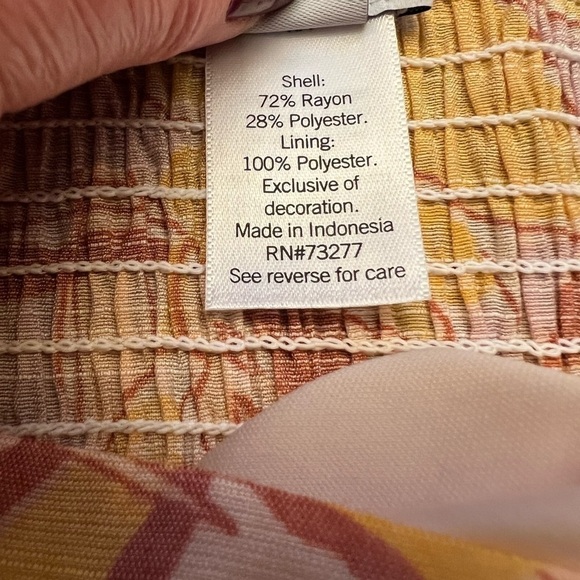 Shell:
72% Rayon
28% Polyester.
Lining:
100% Polyester.
Exclusive of
decoration.
Made in Indonesia
RN#73277
See reverse for care